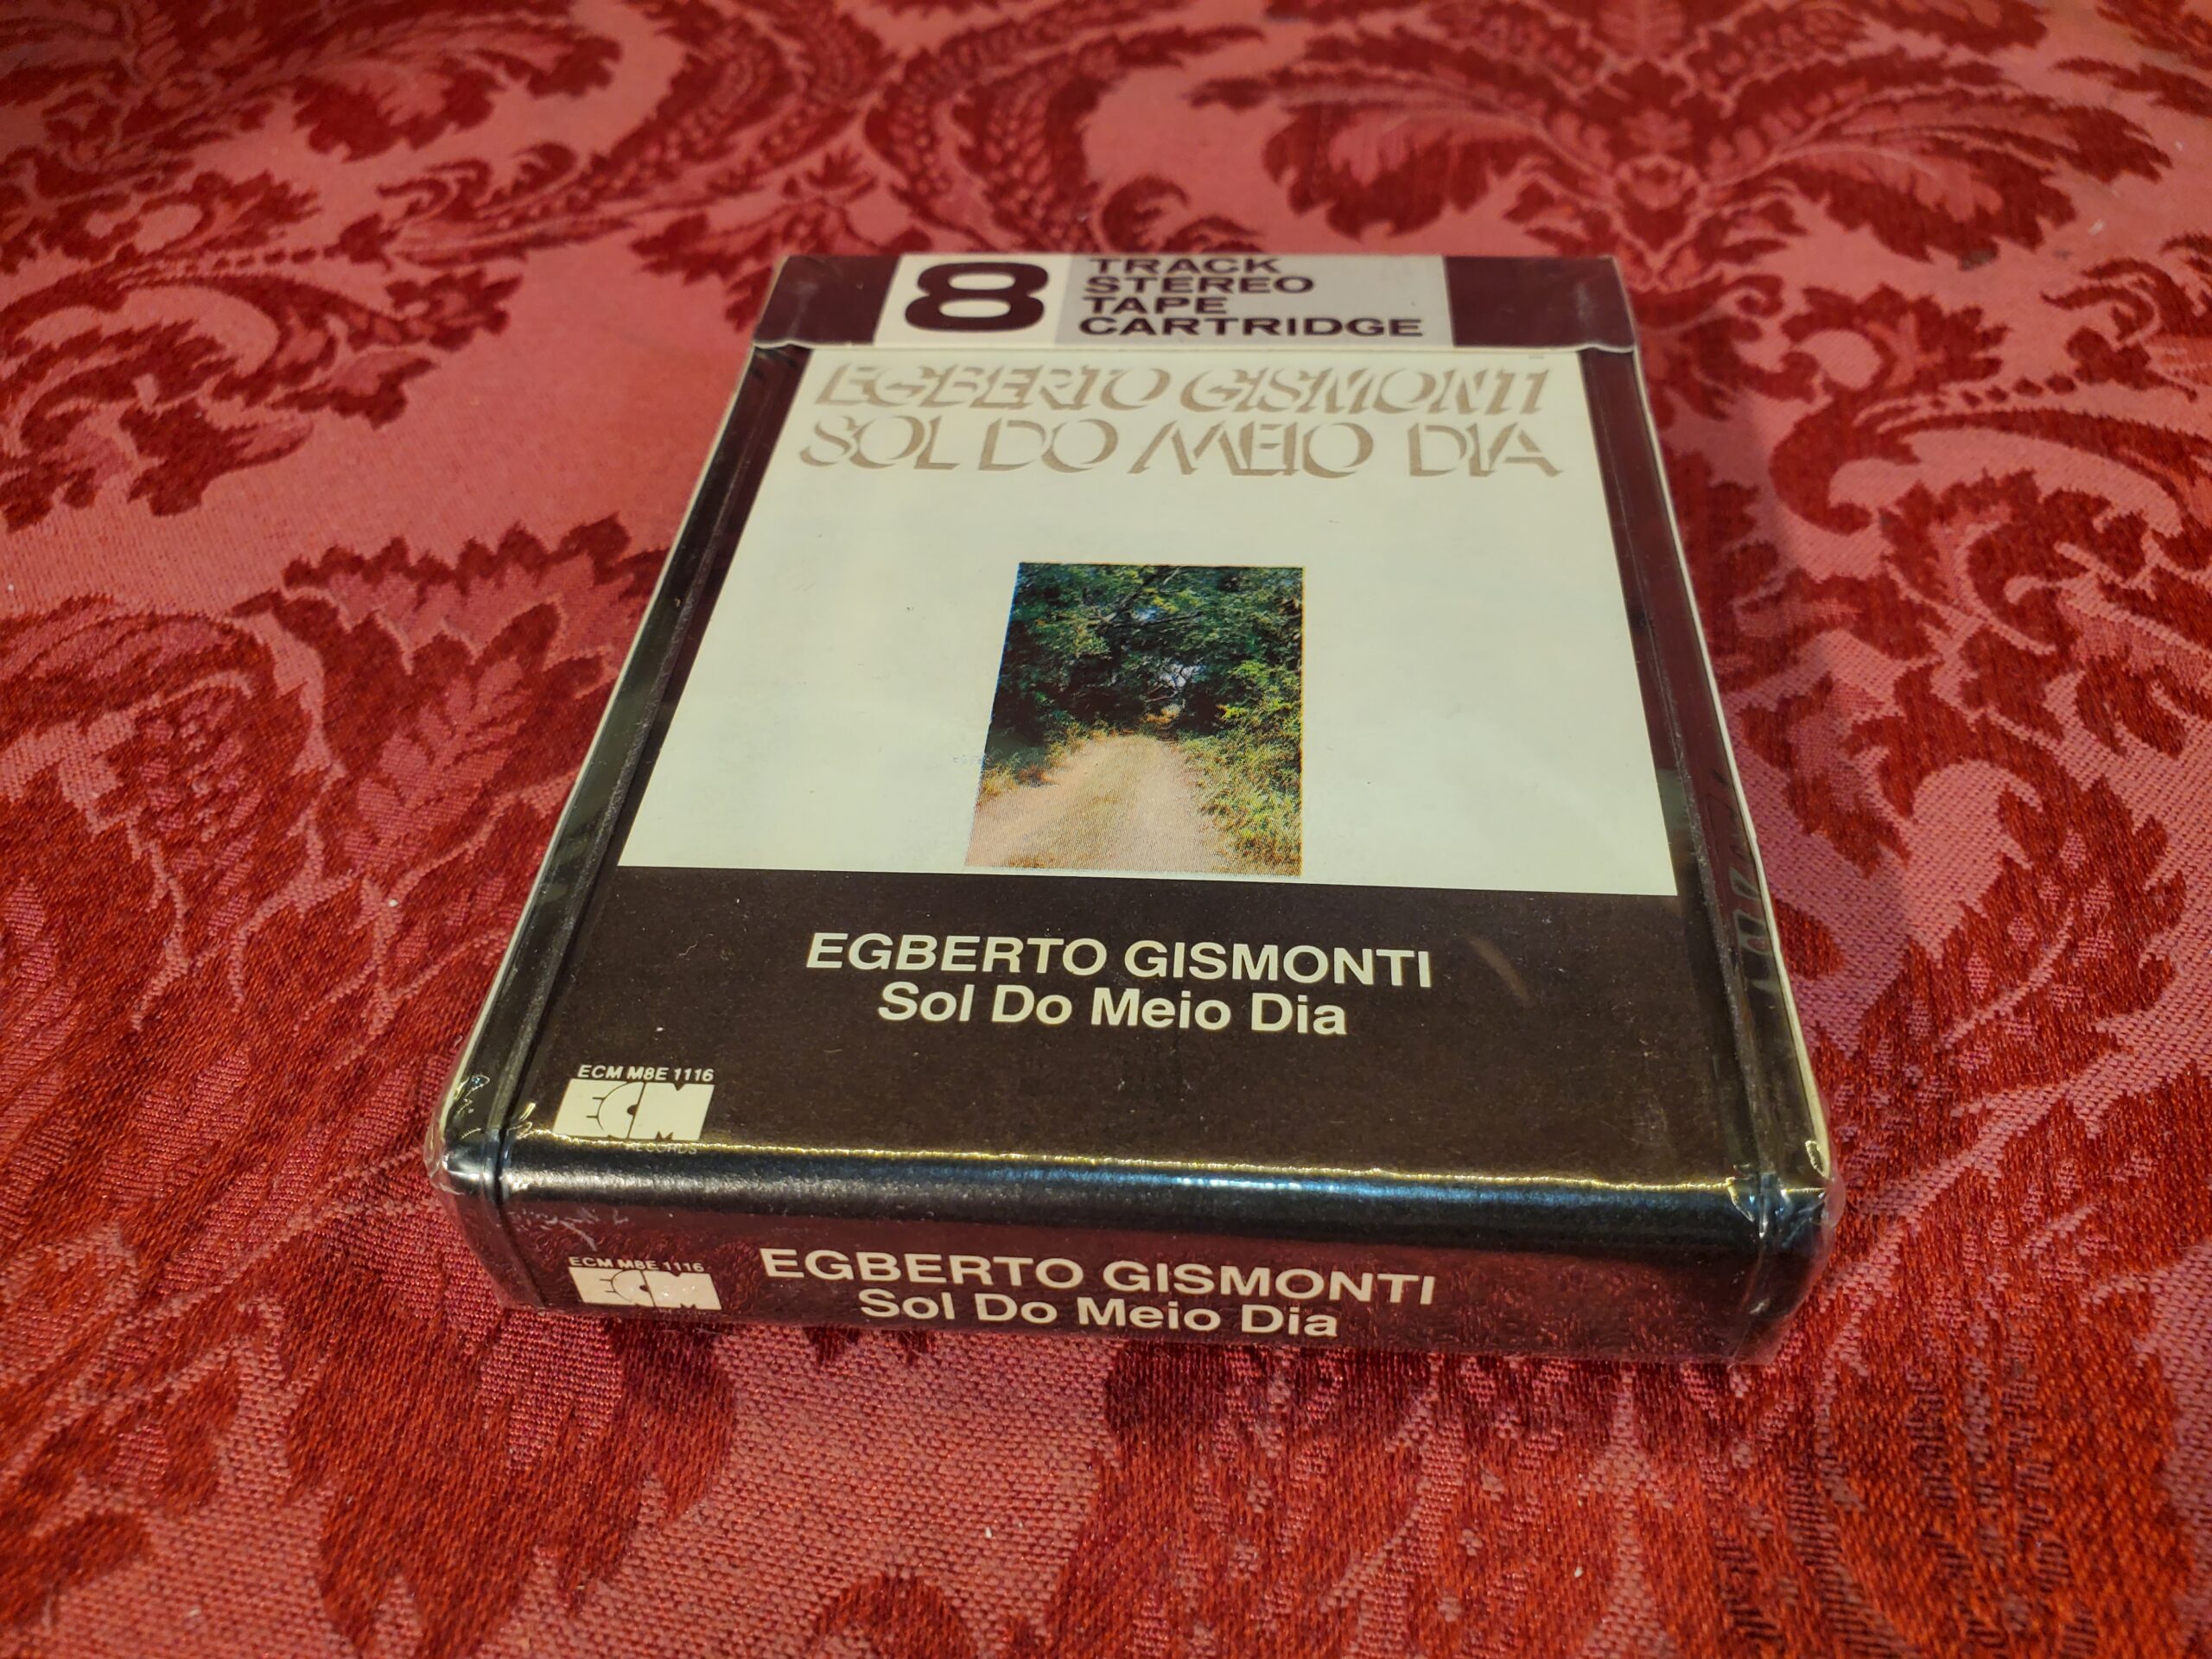 8 TRACK
STEREO
TAPE
CARTRIDGE
EGBERTO GISMONTI
SOL DO MEIO DIA
EGBERTO GISMONTI
Sol Do Meio Dia
ECM M8E 1116
ECM
RECORDS
ECM M8E 1116
ECM
EGBERTO GISMONTI
Sol Do Meio Dia